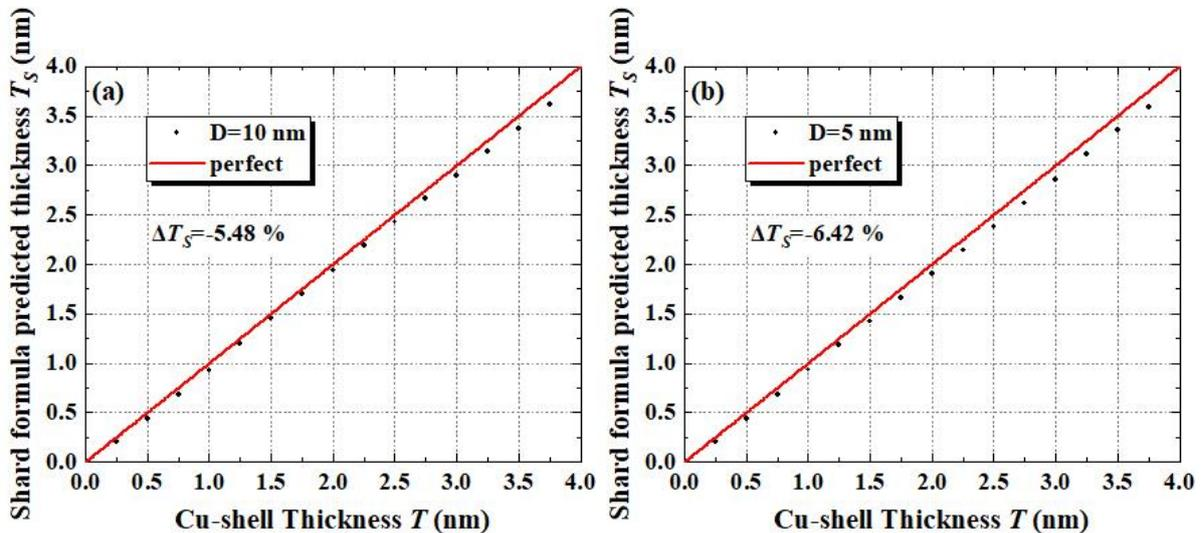 Shard formula predicted thickness T_S (nm)
4.0
3.5
3.0
2.5
2.0
1.5
1.0
0.5
0.0
(a)
D=10 nm
perfect
ΔT_S=-5.48 %
0.0 0.5 1.0 1.5 2.0 2.5 3.0 3.5 4.0
Cu-shell Thickness T (nm)
Shard formula predicted thickness T_S (nm)
4.0
3.5
3.0
2.5
2.0
1.5
1.0
0.5
0.0
(b)
D=5 nm
perfect
ΔT_S=-6.42 %
0.0 0.5 1.0 1.5 2.0 2.5 3.0 3.5 4.0
Cu-shell Thickness T (nm)